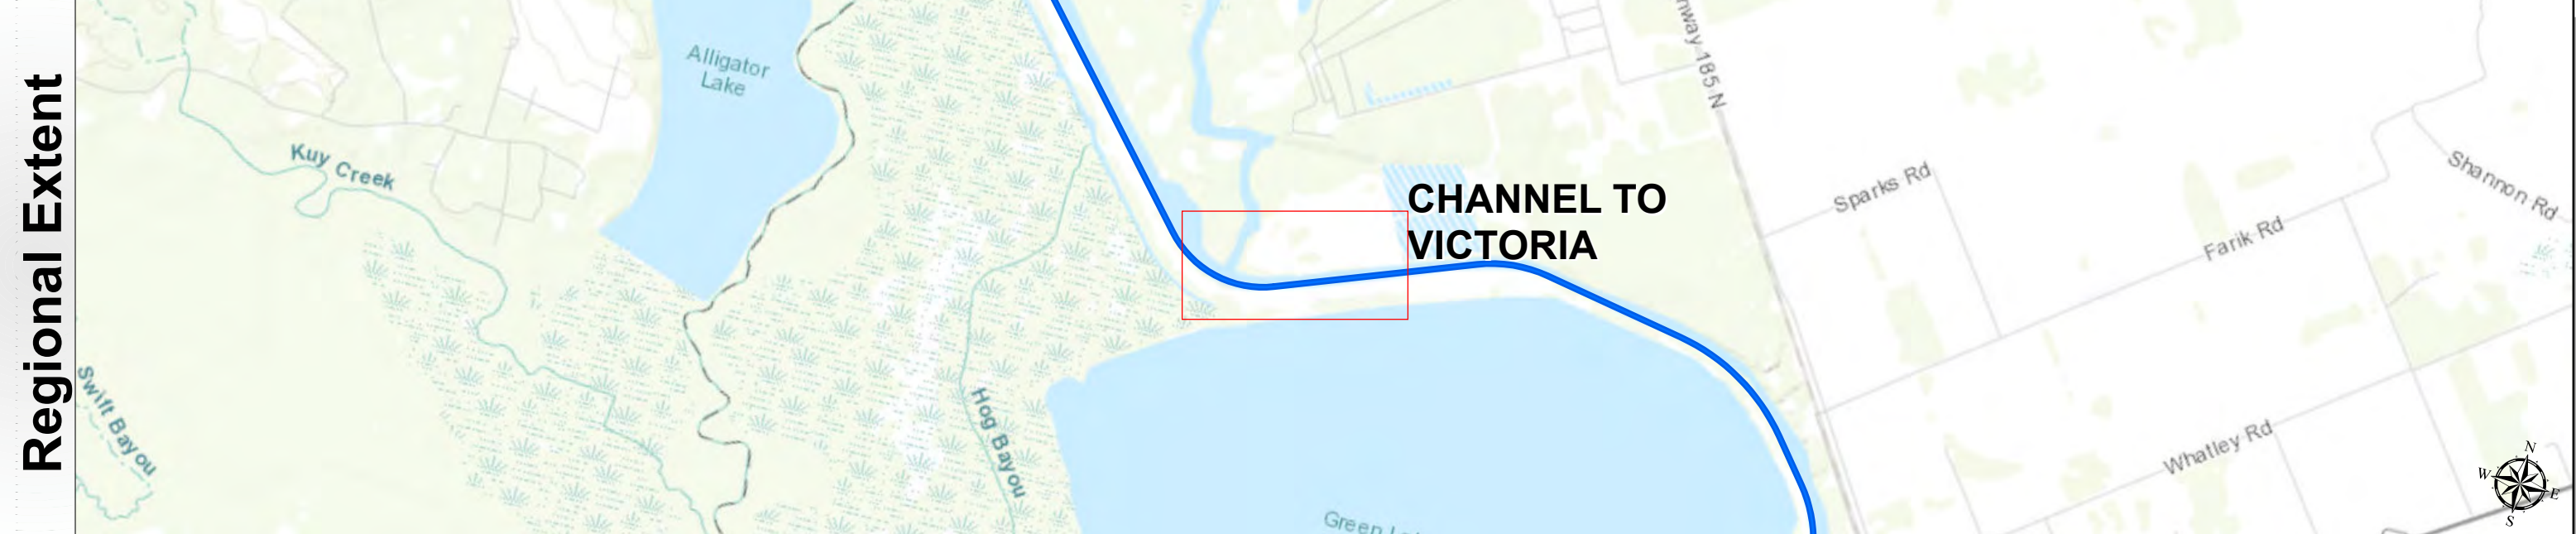 Regional Extent
Alligator
Lake
Kuy Creek
Swift Bayou
Hog Bayou
CHANNEL TO
VICTORIA
185 N
Sparks Rd
Farik Rd
Shannon Rd
Whatley Rd
Green
N
W
E
S